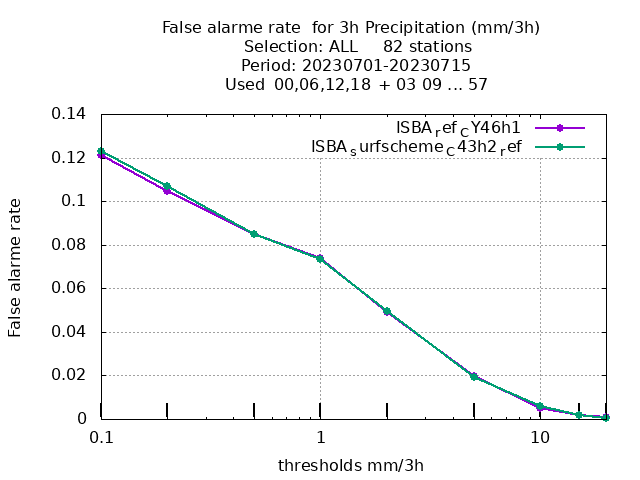 False alarme rate  for 3h Precipitation (mm/3h)
Selection: ALL     82 stations
Period: 20230701-20230715
Used  00,06,12,18  + 03 09 ... 57
ISBA_ref_CY46h1
ISBA_surfscheme_C43h2_ref
False alarme rate
0.14
0.12
0.1
0.08
0.06
0.04
0.02
0
0.1 1 10
thresholds mm/3h